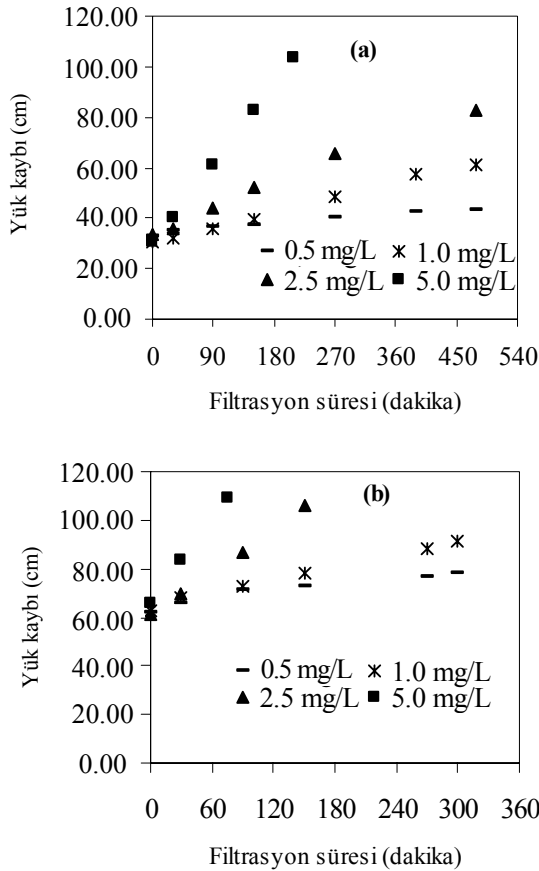 (a)
120.00
100.00
80.00
60.00
40.00
20.00
0.00
Yük kaybı (cm)
0.5 mg/L 1.0 mg/L
2.5 mg/L 5.0 mg/L
0 90 180 270 360 450 540
Filtrasyon süresi (dakika)
(b)
120.00
100.00
80.00
60.00
40.00
20.00
0.00
Yük kaybı (cm)
0.5 mg/L 1.0 mg/L
2.5 mg/L 5.0 mg/L
0 60 120 180 240 300 360
Filtrasyon süresi (dakika)